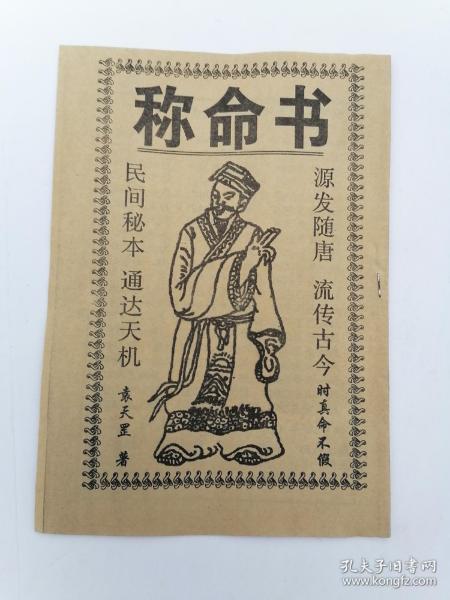 称命书
源发随唐 流传古今
时真命不假
民间秘本 通达天机
袁天罡 著
孔夫子旧书网
www.kongfz.com